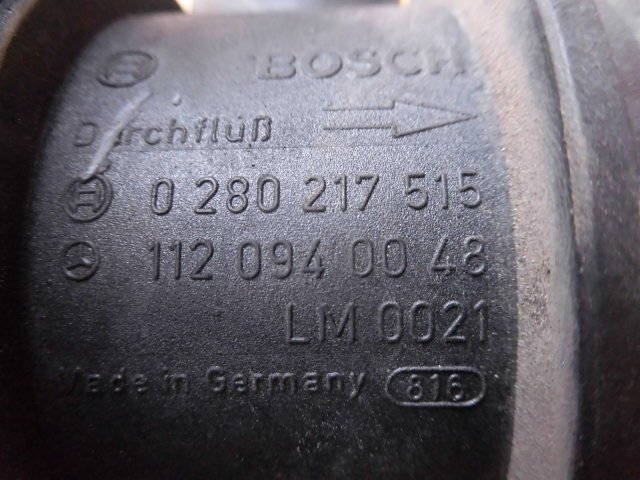 BOSCH
Durchfluß
0 280 217 515
112 094 00 48
LM 0021
Made in Germany 816